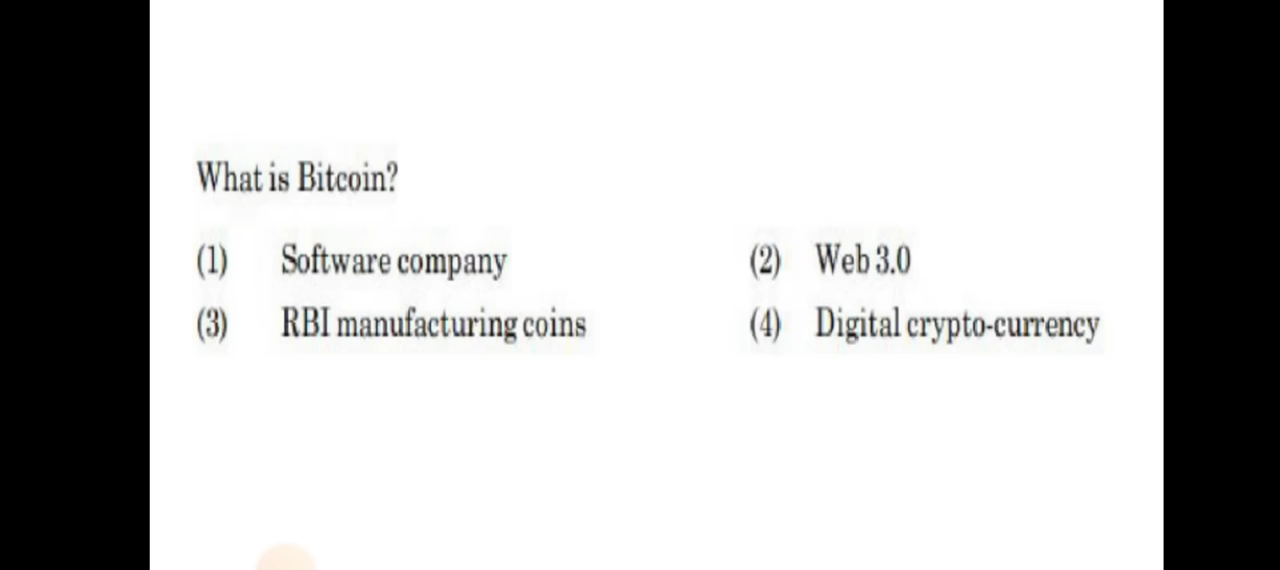 What is Bitcoin?
(1) Software company (2) Web 3.0
(3) RBI manufacturing coins (4) Digital crypto-currency